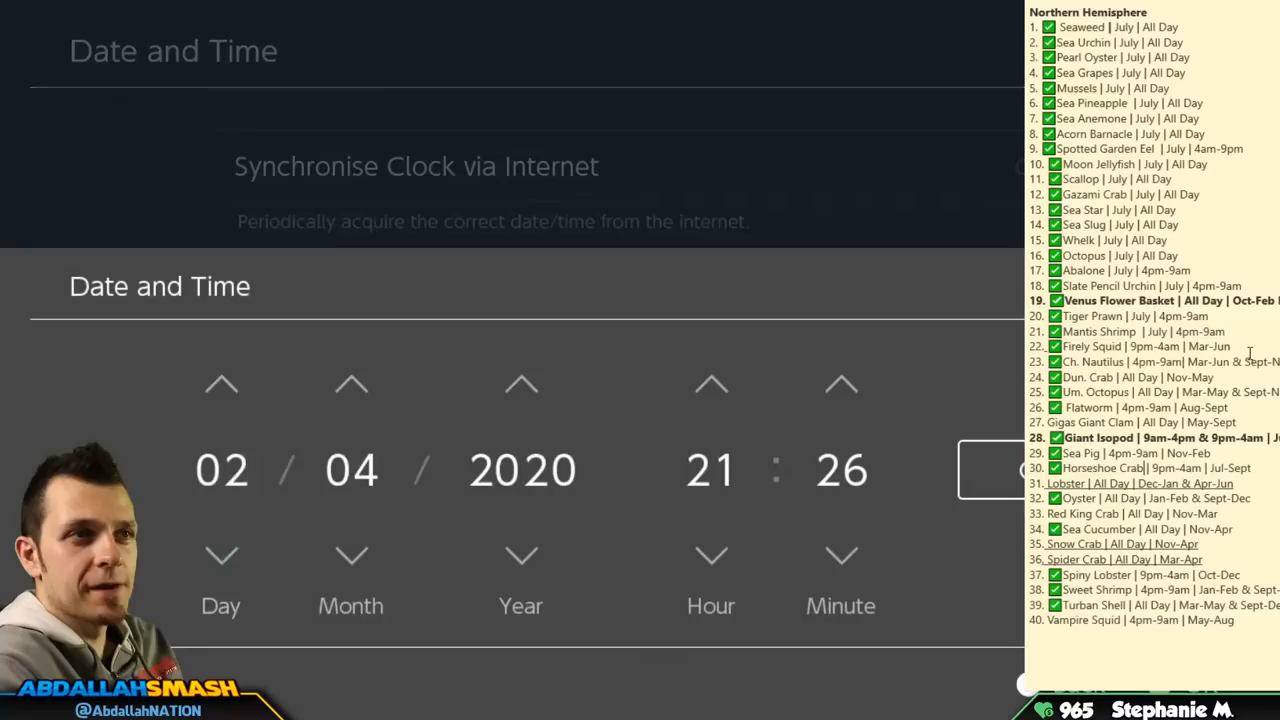 Date and Time
Synchronise Clock via Internet
Periodically acquire the correct date/time from the internet.
Date and Time
02 / 04 / 2020 21 : 26
Day Month Year Hour Minute
Northern Hemisphere
1. ✅ Seaweed | July | All Day
2. ✅Sea Urchin | July | All Day
3. ✅Pearl Oyster | July | All Day
4. ✅Sea Grapes | July | All Day
5. ✅Mussels | July | All Day
6. ✅Sea Pineapple | July | All Day
7. ✅Sea Anemone | July | All Day
8. ✅Acorn Barnacle | July | All Day
9. ✅Spotted Garden Eel | July | 4am-9pm
10. ✅Moon Jellyfish | July | All Day
11. ✅Scallop | July | All Day
12. ✅Gazami Crab | July | All Day
13. ✅Sea Star | July | All Day
14. ✅Sea Slug | July | All Day
15. ✅Whelk | July | All Day
16. ✅Octopus | July | All Day
17. ✅Abalone | July | 4pm-9am
18. ✅Slate Pencil Urchin | July | 4pm-9am
19. ✅Venus Flower Basket | All Day | Oct-Feb
20. ✅Tiger Prawn | July | 4pm-9am
21. ✅Mantis Shrimp | July | 4pm-9am
22. ✅Firely Squid | 9pm-4am | Mar-Jun
23. ✅Ch. Nautilus | 4pm-9am| Mar-Jun & Sept-N
24. ✅Dun. Crab | All Day | Nov-May
25. ✅Um. Octopus | All Day | Mar-May & Sept-N
26. ✅ Flatworm | 4pm-9am | Aug-Sept
27. Gigas Giant Clam | All Day | May-Sept
28. ✅Giant Isopod | 9am-4pm & 9pm-4am | J
29. ✅Sea Pig | 4pm-9am | Nov-Feb
30. ✅Horseshoe Crab| 9pm-4am | Jul-Sept
31. Lobster | All Day | Dec-Jan & Apr-Jun
32. ✅Oyster | All Day | Jan-Feb & Sept-Dec
33. Red King Crab | All Day | Nov-Mar
34. ✅Sea Cucumber | All Day | Nov-Apr
35. Snow Crab | All Day | Nov-Apr
36. Spider Crab | All Day | Mar-Apr
37. ✅Spiny Lobster | 9pm-4am | Oct-Dec
38. ✅Sweet Shrimp | 4pm-9am | Jan-Feb & Sept-
39. ✅Turban Shell | All Day | Mar-May & Sept-De
40. Vampire Squid | 4pm-9am | May-Aug
ABDALLAHSMASH
@AbdallahNATION
965 Stephanie M.